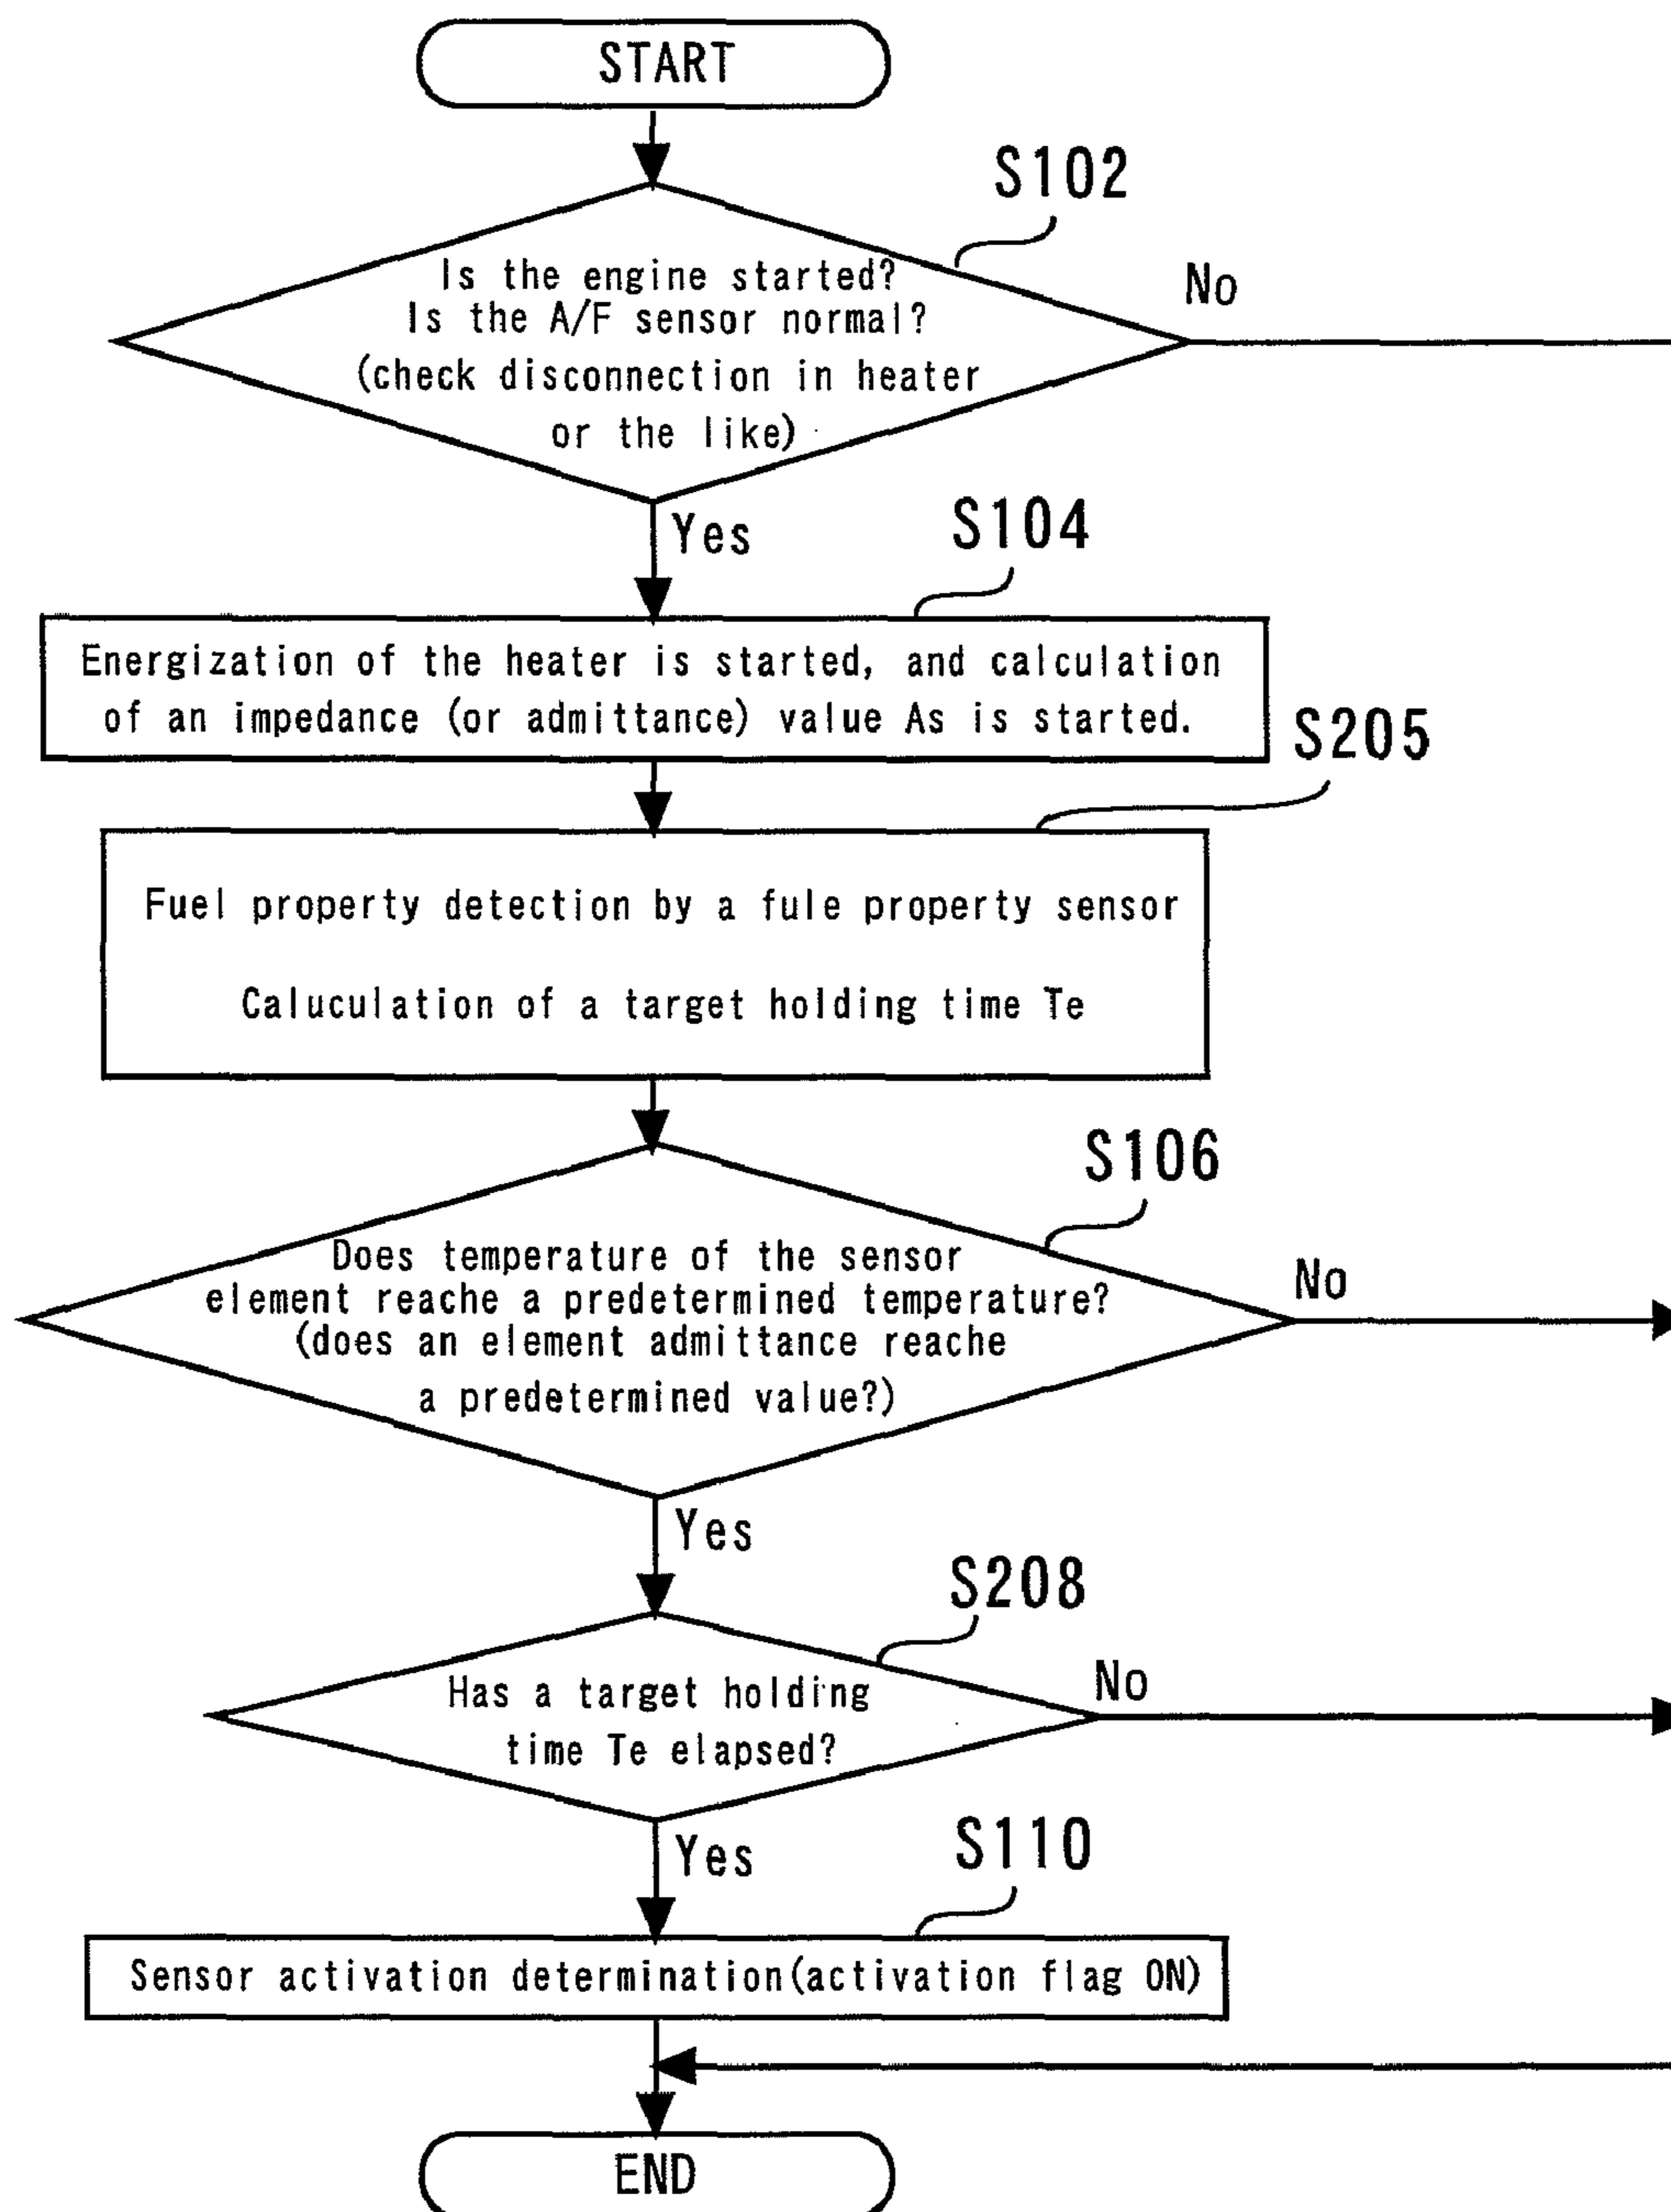 START
S102
Is the engine started?
Is the A/F sensor normal?
(check disconnection in heater
or the like)
No
Yes
S104
Energization of the heater is started, and calculation
of an impedance (or admittance) value As is started.
S205
Fuel property detection by a fule property sensor
Caluculation of a target holding time Te
S106
Does temperature of the sensor
element reache a predetermined temperature?
(does an element admittance reache
a predetermined value?)
No
Yes
S208
Has a target holding
time Te elapsed?
No
Yes
S110
Sensor activation determination(activation flag ON)
END